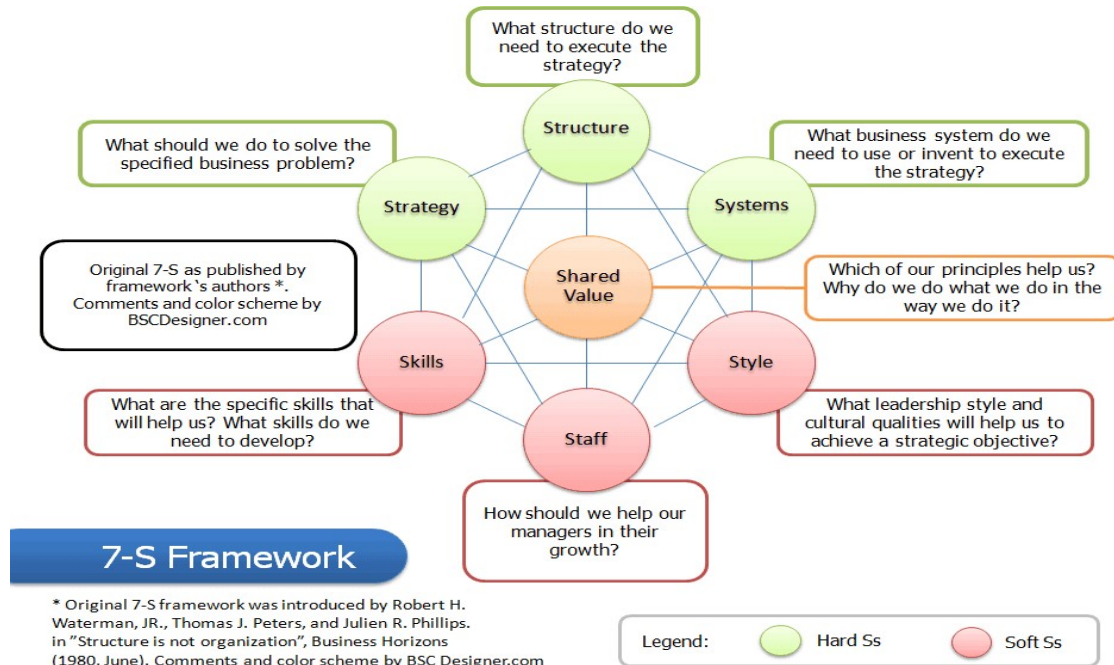 What structure do we
need to execute the
strategy?
Structure
What should we do to solve the
specified business problem?
What business system do we
need to use or invent to execute
the strategy?
Strategy
Systems
Original 7-S as published by
framework`s authors *.
Comments and color scheme by
BSCDesigner.com
Shared
Value
Which of our principles help us?
Why do we do what we do in the
way we do it?
Skills
Style
What are the specific skills that
will help us? What skills do we
need to develop?
Staff
What leadership style and
cultural qualities will help us to
achieve a strategic objective?
How should we help our
managers in their
growth?
7-S Framework
* Original 7-S framework was introduced by Robert H.
Waterman, JR., Thomas J. Peters, and Julien R. Phillips.
in "Structure is not organization", Business Horizons
(1980, June). Comments and color scheme by BSC Designer.com
Legend: Hard Ss Soft Ss